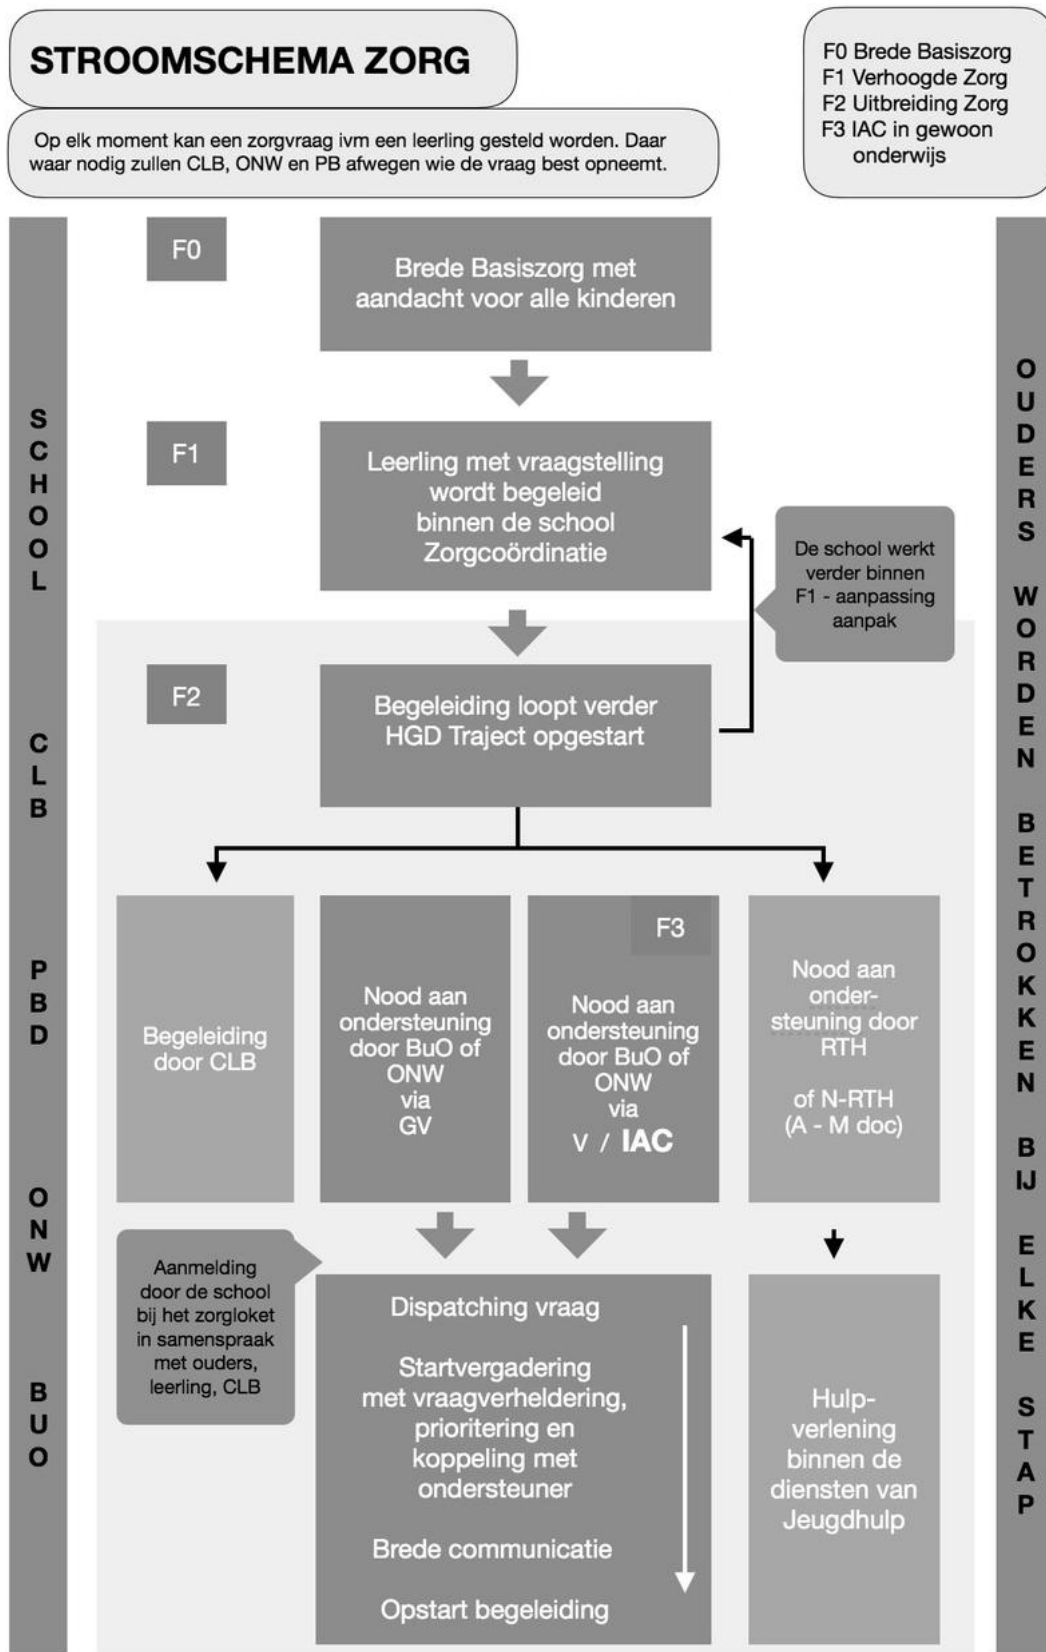 STROOMSCHEMA ZORG
Op elk moment kan een zorgvraag ivm een leerling gesteld worden. Daar
waar nodig zullen CLB, ONW en PB afwegen wie de vraag best opneemt.
F0 Brede Basiszorg
F1 Verhoogde Zorg
F2 Uitbreiding Zorg
F3 IAC in gewoon
onderwijs
SCHOOL
CLB
PBD
ONW
BUO
F0
Brede Basiszorg met
aandacht voor alle kinderen
F1
Leerling met vraagstelling
wordt begeleid
binnen de school
Zorgcoördinatie
De school werkt
verder binnen
F1 - aanpassing
aanpak
F2
Begeleiding loopt verder
HGD Traject opgestart
Begeleiding
door CLB
Nood aan
ondersteuning
door BuO of
ONW
via
GV
F3
Nood aan
ondersteuning
door BuO of
ONW
via
V / IAC
Nood aan
onder-
steuning door
RTH
of N-RTH
(A - M doc)
Aanmelding
door de school
bij het zorgloket
in samenspraak
met ouders,
leerling, CLB
Dispatching vraag
Startvergadering
met vraagverheldering,
prioritering en
koppeling met
ondersteuner
Brede communicatie
Opstart begeleiding
Hulp-
verlening
binnen de
diensten van
Jeugdhulp
OUDERS WORDEN BETROKKEN BIJ ELKE STAP